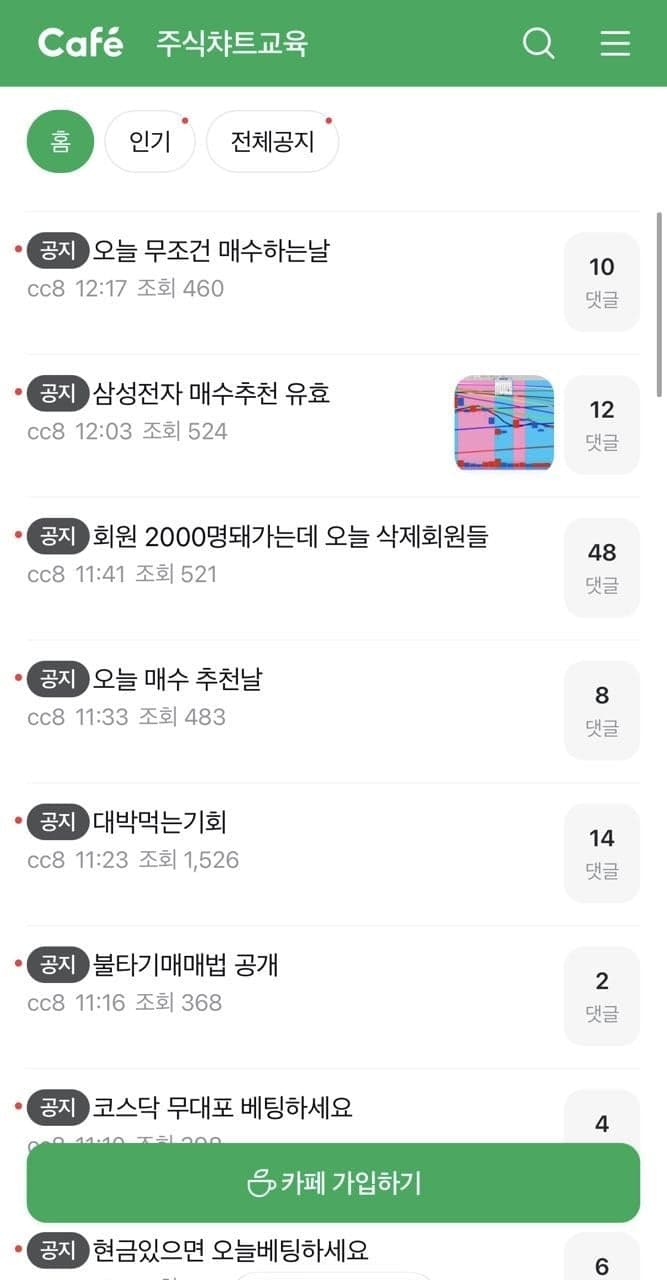 Café 주식챠트교육
홈 인기 전체공지
공지 오늘 무조건 매수하는날
cc8 12:17 조회 460
10
댓글
공지 삼성전자 매수추천 유효
cc8 12:03 조회 524
12
댓글
공지 회원 2000명돼가는데 오늘 삭제회원들
cc8 11:41 조회 521
48
댓글
공지 오늘 매수 추천날
cc8 11:33 조회 483
8
댓글
공지 대박먹는기회
cc8 11:23 조회 1,526
14
댓글
공지 불타기매매법 공개
cc8 11:16 조회 368
2
댓글
공지 코스닥 무대포 베팅하세요
4
카페 가입하기
공지 현금있으면 오늘베팅하세요
6